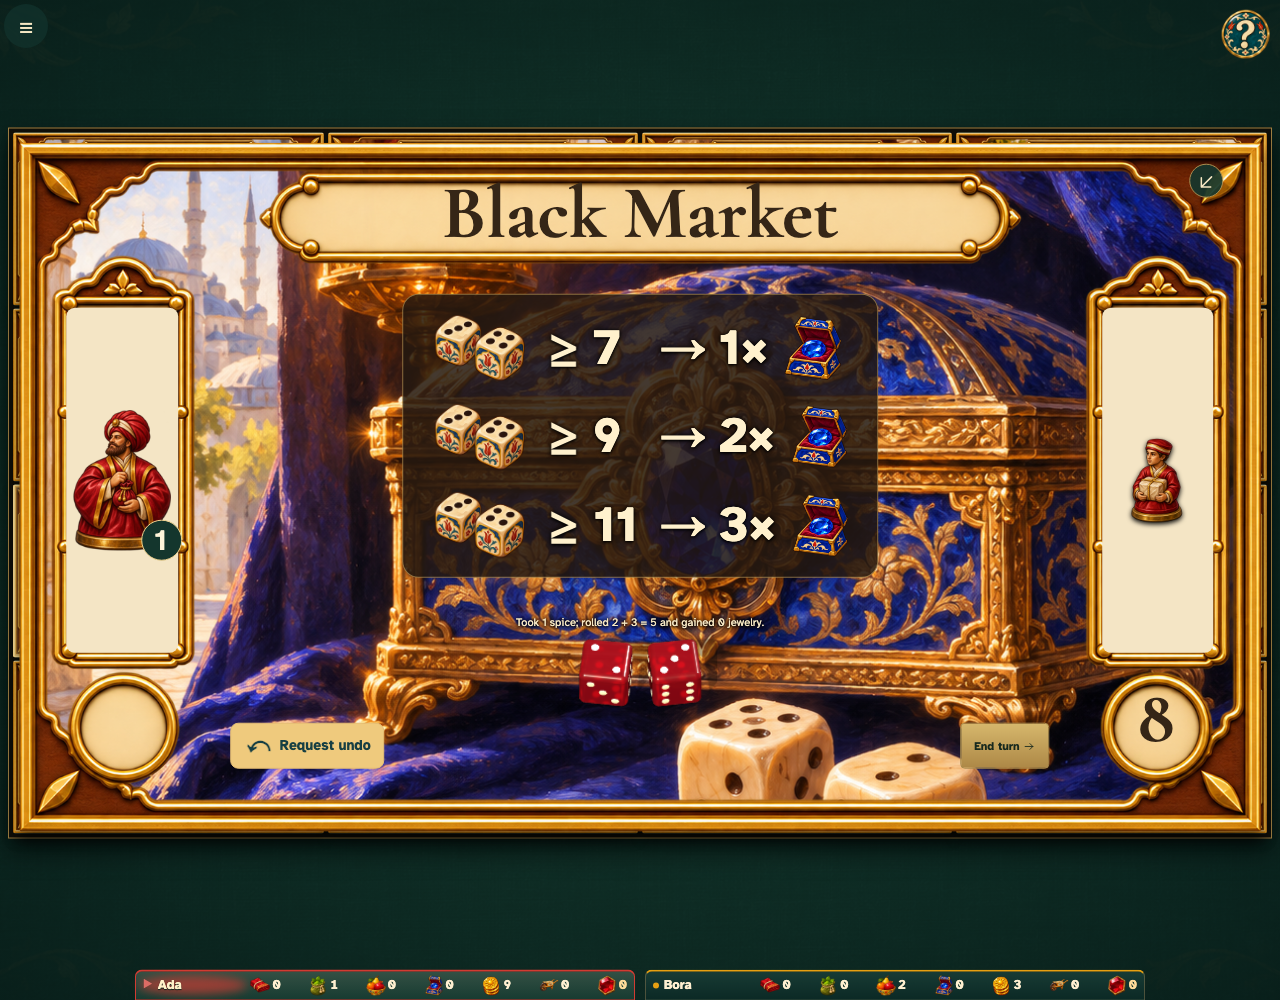 ?
Black Market
≥ 7 → 1×
≥ 9 → 2×
≥ 11 → 3×
1
Took 1 spice; rolled 2 + 3 = 5 and gained 0 jewelry.
Request undo
End turn →
8
Ada 0 1 0 0 9 0 0
Bora 0 0 2 0 3 0 0